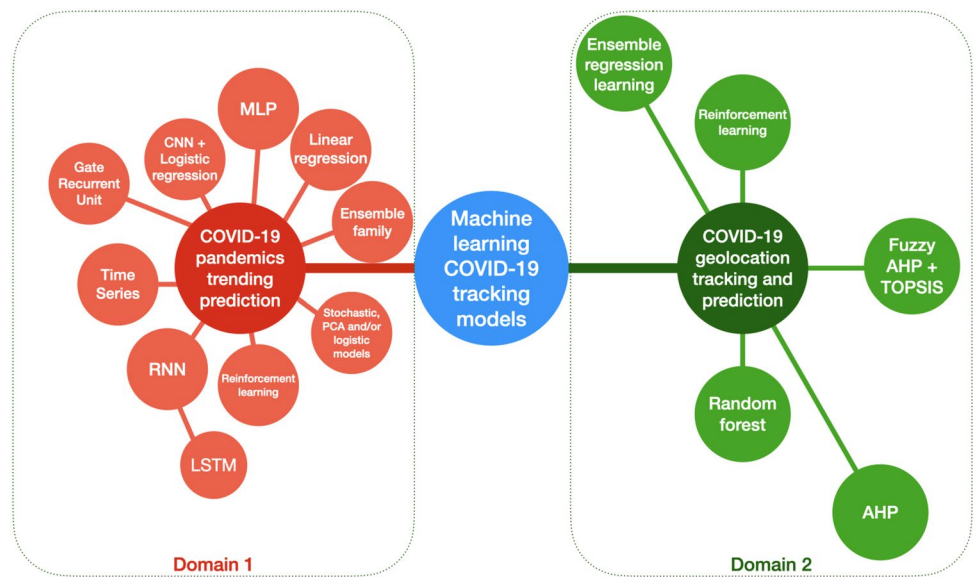 MLP
CNN +
Logistic
regression
Linear
regression
Gate
Recurrent
Unit
Ensemble
family
COVID-19
pandemics
trending
prediction
Time
Series
Stochastic,
PCA and/or
logistic
models
RNN
Reinforcement
learning
LSTM
Domain 1
Machine
learning
COVID-19
tracking
models
Ensemble
regression
learning
Reinforcement
learning
COVID-19
geolocation
tracking and
prediction
Fuzzy
AHP +
TOPSIS
Random
forest
AHP
Domain 2